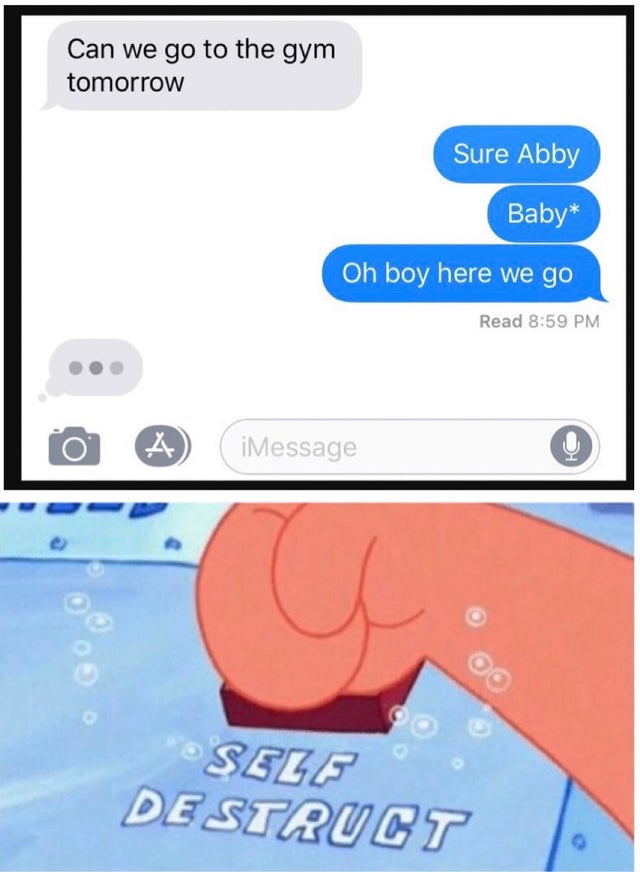 Can we go to the gym
tomorrow
Sure Abby
Baby*
Oh boy here we go
Read 8:59 PM
iMessage
SELF
DESTRUCT